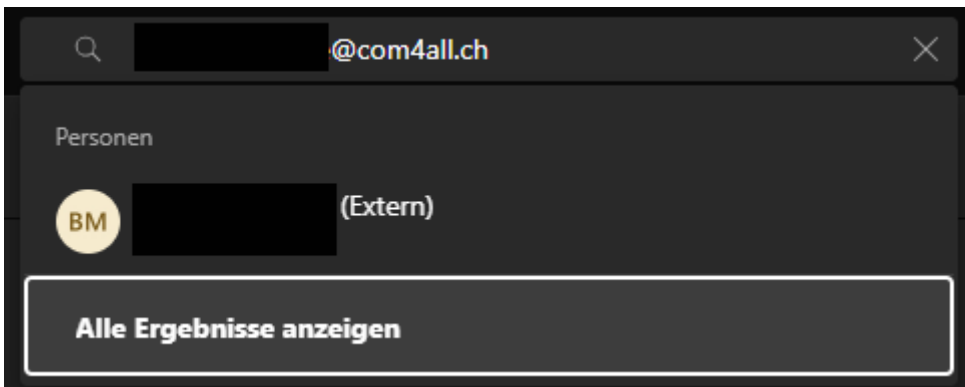 @com4all.ch
Personen
BM
(Extern)
Alle Ergebnisse anzeigen